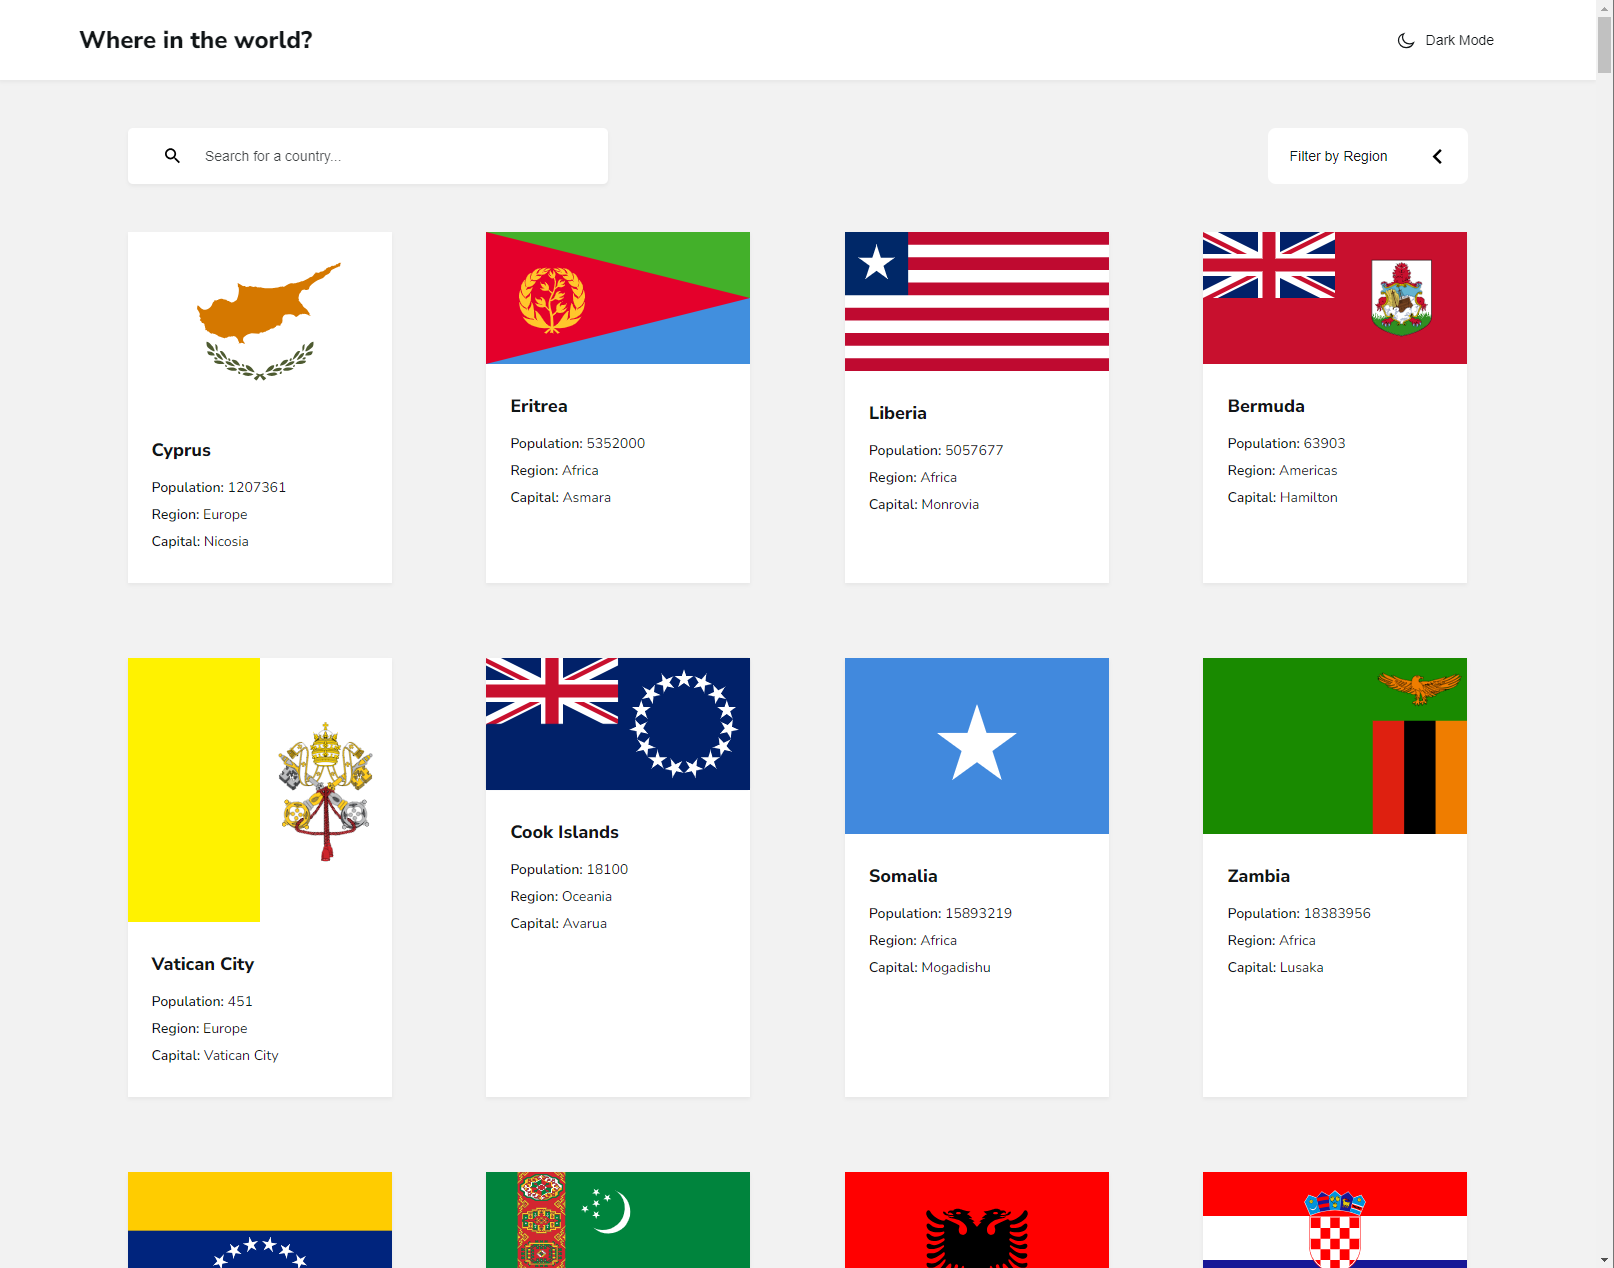 Where in the world?
Dark Mode
Search for a country...
Filter by Region
Cyprus
Population: 1207361
Region: Europe
Capital: Nicosia
Eritrea
Population: 5352000
Region: Africa
Capital: Asmara
Liberia
Population: 5057677
Region: Africa
Capital: Monrovia
Bermuda
Population: 63903
Region: Americas
Capital: Hamilton
Vatican City
Population: 451
Region: Europe
Capital: Vatican City
Cook Islands
Population: 18100
Region: Oceania
Capital: Avarua
Somalia
Population: 15893219
Region: Africa
Capital: Mogadishu
Zambia
Population: 18383956
Region: Africa
Capital: Lusaka